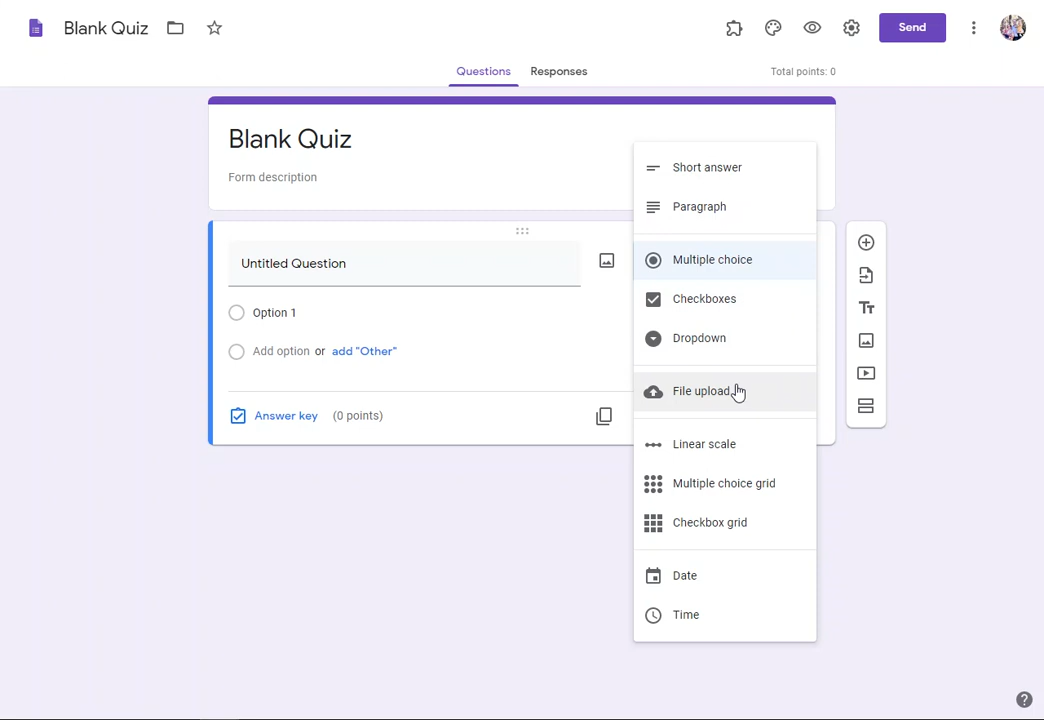 Blank Quiz
Send
Questions Responses
Total points: 0
Blank Quiz
Form description
Untitled Question
Option 1
Add option or add "Other"
Answer key (0 points)
Short answer
Paragraph
Multiple choice
Checkboxes
Dropdown
File upload
Linear scale
Multiple choice grid
Checkbox grid
Date
Time